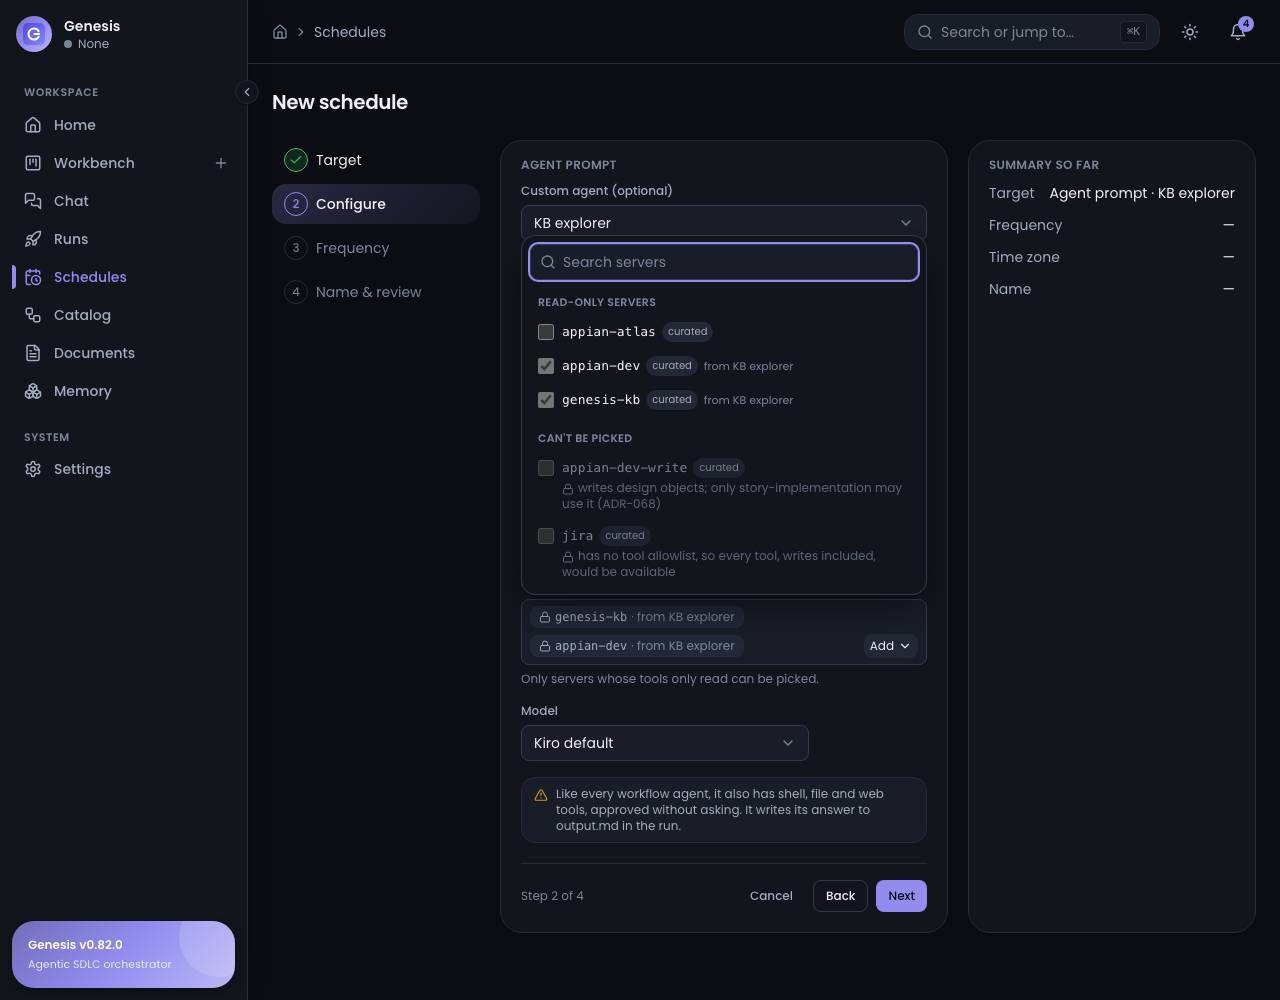 Genesis
None
WORKSPACE
Home
Workbench
Chat
Runs
Schedules
Catalog
Documents
Memory
SYSTEM
Settings
Genesis v0.82.0
Agentic SDLC orchestrator
Schedules
Search or jump to...
⌘K
4
New schedule
Target
2 Configure
3 Frequency
4 Name & review
AGENT PROMPT
Custom agent (optional)
KB explorer
Search servers
READ-ONLY SERVERS
appian-atlas curated
appian-dev curated from KB explorer
genesis-kb curated from KB explorer
CAN'T BE PICKED
appian-dev-write curated
writes design objects; only story-implementation may
use it (ADR-068)
jira curated
has no tool allowlist, so every tool, writes included,
would be available
genesis-kb · from KB explorer
appian-dev · from KB explorer
Add
Only servers whose tools only read can be picked.
Model
Kiro default
Like every workflow agent, it also has shell, file and web
tools, approved without asking. It writes its answer to
output.md in the run.
Step 2 of 4
Cancel
Back
Next
SUMMARY SO FAR
Target Agent prompt · KB explorer
Frequency —
Time zone —
Name —